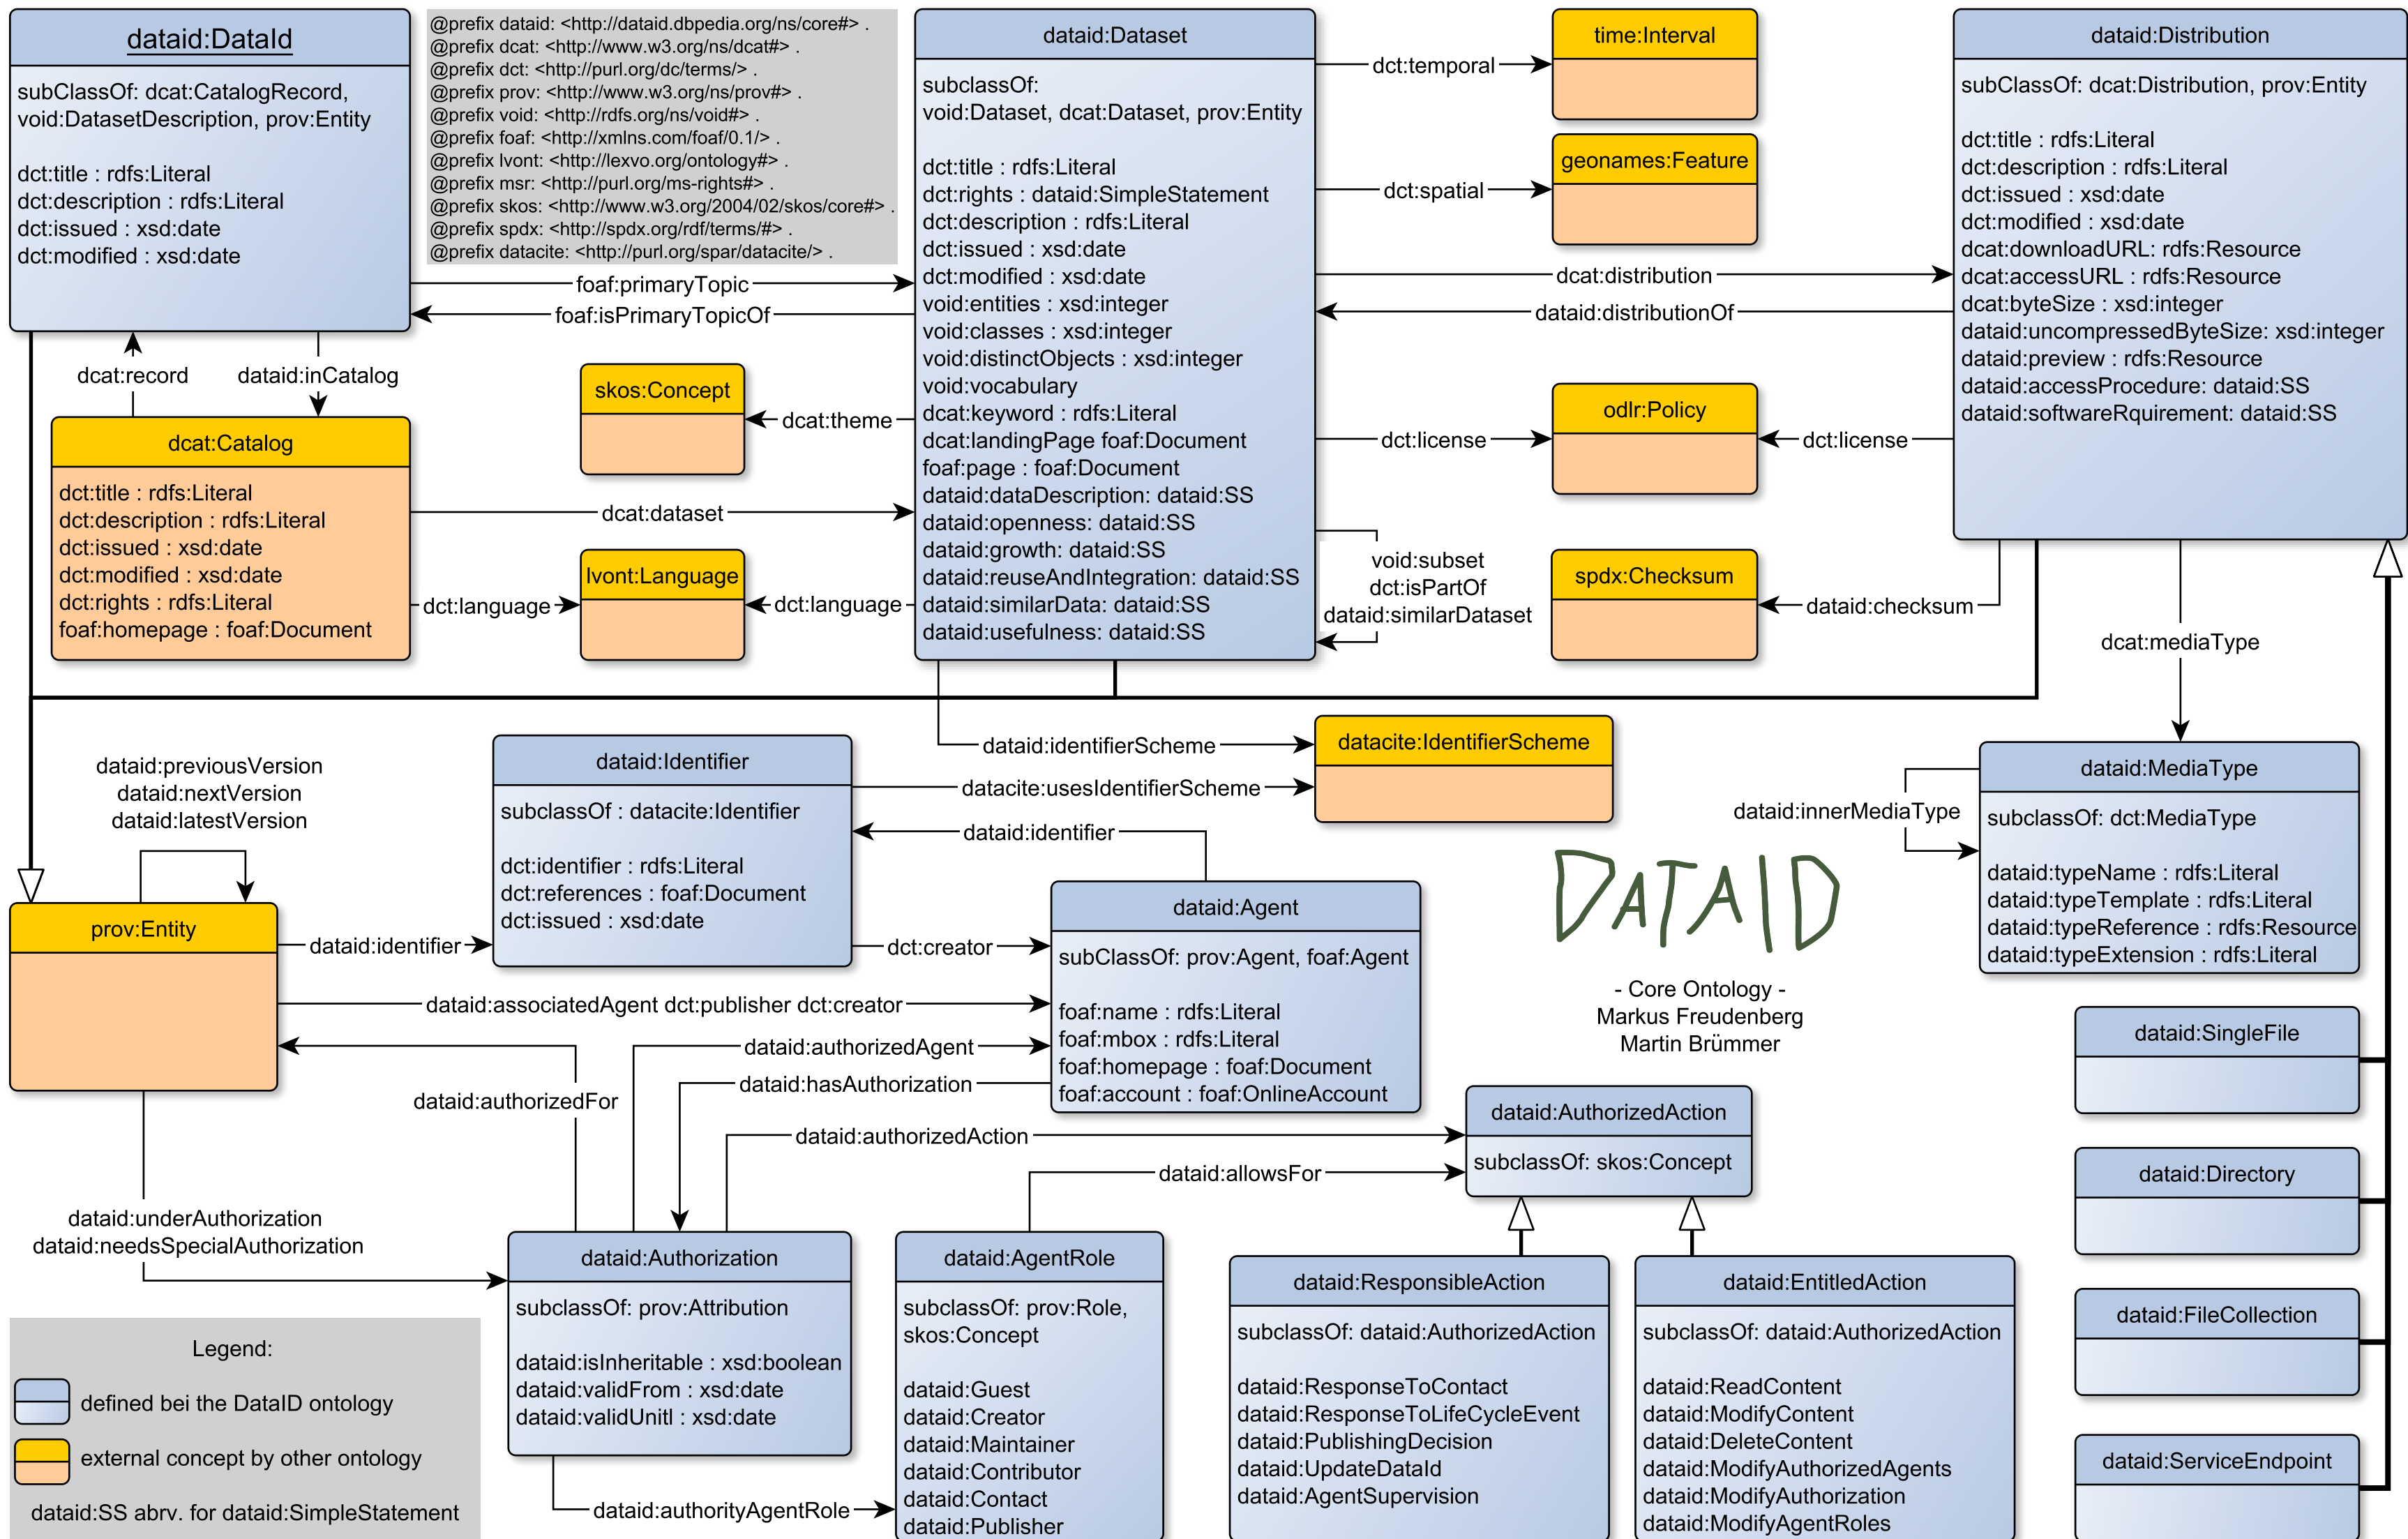 dataid:DataId
subClassOf: dcat:CatalogRecord,
void:DatasetDescription, prov:Entity
dct:title : rdfs:Literal
dct:description : rdfs:Literal
dct:issued : xsd:date
dct:modified : xsd:date
@prefix dataid: <http://dataid.dbpedia.org/ns/core#> .
@prefix dcat: <http://www.w3.org/ns/dcat#> .
@prefix dct: <http://purl.org/dc/terms/> .
@prefix prov: <http://www.w3.org/ns/prov#> .
@prefix void: <http://rdfs.org/ns/void#> .
@prefix foaf: <http://xmlns.com/foaf/0.1/> .
@prefix lvont: <http://lexvo.org/ontology#> .
@prefix msr: <http://purl.org/ms-rights#> .
@prefix skos: <http://www.w3.org/2004/02/skos/core#> .
@prefix spdx: <http://spdx.org/rdf/terms/#> .
@prefix datacite: <http://purl.org/spar/datacite/> .
foaf:primaryTopic
foaf:isPrimaryTopicOf
dataid:Dataset
subclassOf:
void:Dataset, dcat:Dataset, prov:Entity
dct:title : rdfs:Literal
dct:rights : dataid:SimpleStatement
dct:description : rdfs:Literal
dct:issued : xsd:date
dct:modified : xsd:date
void:entities : xsd:integer
void:classes : xsd:integer
void:distinctObjects : xsd:integer
void:vocabulary
dcat:keyword : rdfs:Literal
dcat:landingPage foaf:Document
foaf:page : foaf:Document
dataid:dataDescription: dataid:SS
dataid:openness: dataid:SS
dataid:growth: dataid:SS
dataid:reuseAndIntegration: dataid:SS
dataid:similarData: dataid:SS
dataid:usefulness: dataid:SS
dct:temporal
time:Interval
dct:spatial
geonames:Feature
dcat:distribution
dataid:distributionOf
dataid:Distribution
subClassOf: dcat:Distribution, prov:Entity
dct:title : rdfs:Literal
dct:description : rdfs:Literal
dct:issued : xsd:date
dct:modified : xsd:date
dcat:downloadURL: rdfs:Resource
dcat:accessURL : rdfs:Resource
dcat:byteSize : xsd:integer
dataid:uncompressedByteSize: xsd:integer
dataid:preview : rdfs:Resource
dataid:accessProcedure: dataid:SS
dataid:softwareRquirement: dataid:SS
dcat:record
dataid:inCatalog
dcat:Catalog
dct:title : rdfs:Literal
dct:description : rdfs:Literal
dct:issued : xsd:date
dct:modified : xsd:date
dct:rights : rdfs:Literal
foaf:homepage : foaf:Document
skos:Concept
dcat:theme
dcat:dataset
dct:language
lvont:Language
dct:language
dct:license
odlr:Policy
dct:license
void:subset
dct:isPartOf
dataid:similarDataset
spdx:Checksum
dataid:checksum
dcat:mediaType
dataid:previousVersion
dataid:nextVersion
dataid:latestVersion
dataid:Identifier
subclassOf : datacite:Identifier
dct:identifier : rdfs:Literal
dct:references : foaf:Document
dct:issued : xsd:date
dataid:identifierScheme
datacite:usesIdentifierScheme
datacite:IdentifierScheme
dataid:identifier
dataid:innerMediaType
dataid:MediaType
subclassOf: dct:MediaType
dataid:typeName : rdfs:Literal
dataid:typeTemplate : rdfs:Literal
dataid:typeReference : rdfs:Resource
dataid:typeExtension : rdfs:Literal
prov:Entity
dataid:identifier
dct:creator
dataid:Agent
subClassOf: prov:Agent, foaf:Agent
foaf:name : rdfs:Literal
foaf:mbox : rdfs:Literal
foaf:homepage : foaf:Document
foaf:account : foaf:OnlineAccount
DATAID
- Core Ontology -
Markus Freudenberg
Martin Brümmer
dataid:associatedAgent dct:publisher dct:creator
dataid:authorizedAgent
dataid:hasAuthorization
dataid:authorizedFor
dataid:authorizedAction
dataid:allowsFor
dataid:AuthorizedAction
subclassOf: skos:Concept
dataid:underAuthorization
dataid:needsSpecialAuthorization
dataid:Authorization
subclassOf: prov:Attribution
dataid:isInheritable : xsd:boolean
dataid:validFrom : xsd:date
dataid:validUnitl : xsd:date
dataid:authorityAgentRole
dataid:AgentRole
subclassOf: prov:Role,
skos:Concept
dataid:Guest
dataid:Creator
dataid:Maintainer
dataid:Contributor
dataid:Contact
dataid:Publisher
dataid:ResponsibleAction
subclassOf: dataid:AuthorizedAction
dataid:ResponseToContact
dataid:ResponseToLifeCycleEvent
dataid:PublishingDecision
dataid:UpdateDataId
dataid:AgentSupervision
dataid:EntitledAction
subclassOf: dataid:AuthorizedAction
dataid:ReadContent
dataid:ModifyContent
dataid:DeleteContent
dataid:ModifyAuthorizedAgents
dataid:ModifyAuthorization
dataid:ModifyAgentRoles
dataid:SingleFile
dataid:Directory
dataid:FileCollection
dataid:ServiceEndpoint
Legend:
defined bei the DataID ontology
external concept by other ontology
dataid:SS abrv. for dataid:SimpleStatement